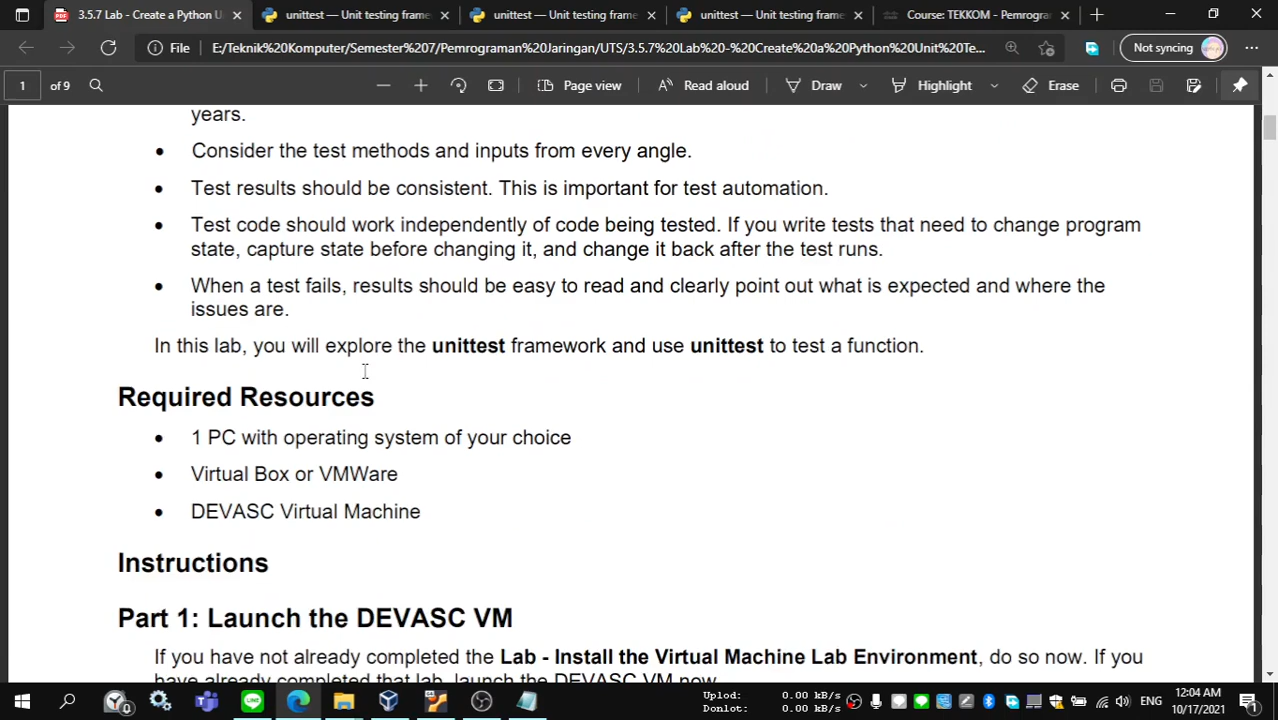 3.5.7 Lab - Create a Python U
unittest — Unit testing frame
unittest — Unit testing frame
unittest — Unit testing frame
Course: TEKKOM - Pemrogra
File
E:/Teknik%20Komputer/Semester%207/Pemrograman%20Jaringan/UTS/3.5.7%20Lab%20-%20Create%20a%20Python%20Unit%20Te...
Not syncing
1 of 9
Page view
Read aloud
Draw
Highlight
Erase
years.
• Consider the test methods and inputs from every angle.
• Test results should be consistent. This is important for test automation.
• Test code should work independently of code being tested. If you write tests that need to change program
state, capture state before changing it, and change it back after the test runs.
• When a test fails, results should be easy to read and clearly point out what is expected and where the
issues are.
In this lab, you will explore the unittest framework and use unittest to test a function.
Required Resources
• 1 PC with operating system of your choice
• Virtual Box or VMWare
• DEVASC Virtual Machine
Instructions
Part 1: Launch the DEVASC VM
If you have not already completed the Lab - Install the Virtual Machine Lab Environment, do so now. If you
have already completed that lab, launch the DEVASC VM now.
Uplod: 0.00 kB/s
Donlot: 0.00 kB/s
ENG
12:04 AM
10/17/2021